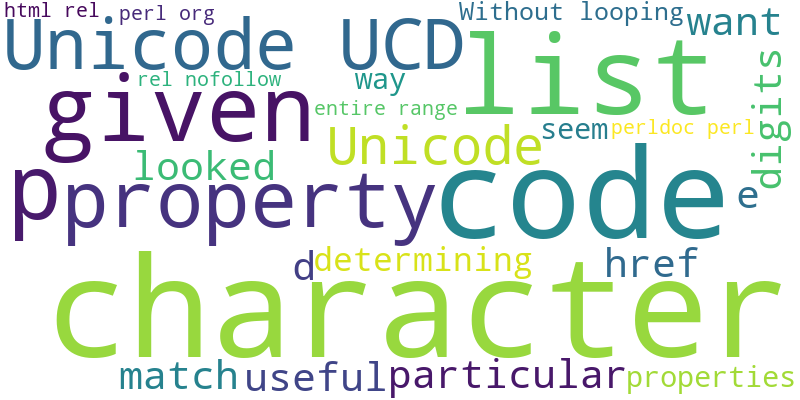 html rel
perl org
Without looping
want
Unicode UCD
list
rel nofollow
way
given
entire range
digits
Unicode
seem
perldoc perl
looked
p
property
code
e
d
determining
href
character
match
useful
particular
properties